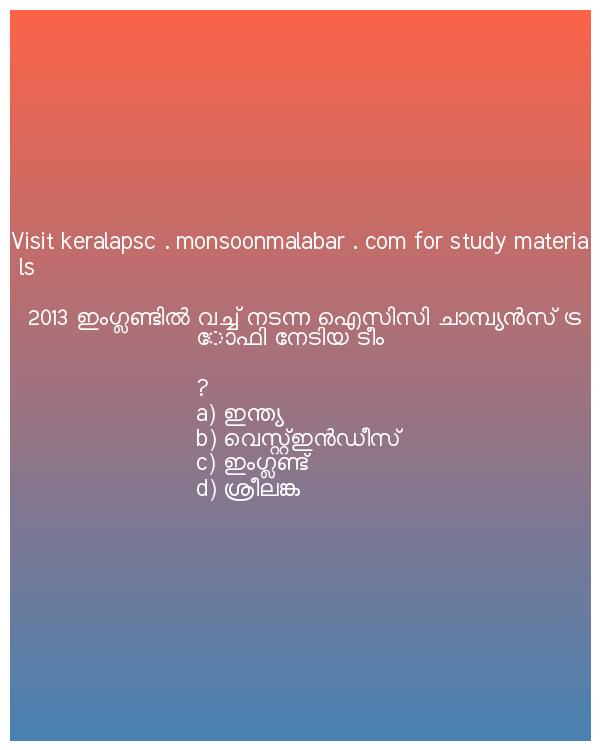 Visit keralapsc . monsoonmalabar . com for study materia
ls
2013 ഇംഗ്ലണ്ടിൽ വച്ച് നടന്ന ഐസിസി ചാമ്പ്യൻസ് ട്ര
ോഫി നേടിയ ടീം
?
a) ഇന്ത്യ
b) വെസ്റ്റ്ഇൻഡീസ്
c) ഇംഗ്ലണ്ട്
d) ശ്രീലങ്ക